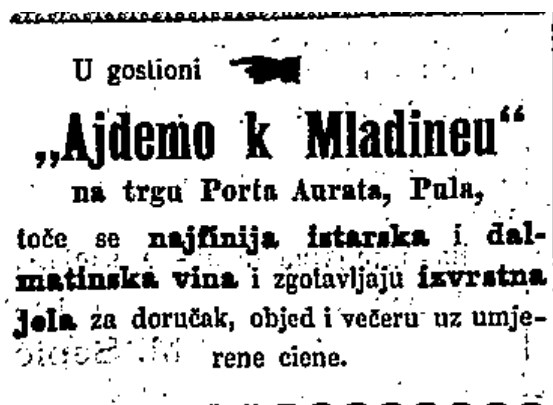 U gostioni
„Ajdemo k Mladineu“
na trgu Porta Aurata, Pula,
toče se najfinija istarska i dal-
matinska vina i zgotavljaju izvrstna
jela za doručak, objed i večeru uz umje-
rene ciene.